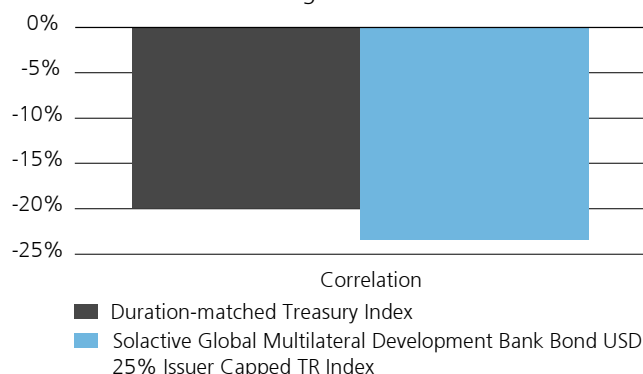 0%
-5%
-10%
-15%
-20%
-25%
Correlation
Duration-matched Treasury Index
Solactive Global Multilateral Development Bank Bond USD
25% Issuer Capped TR Index